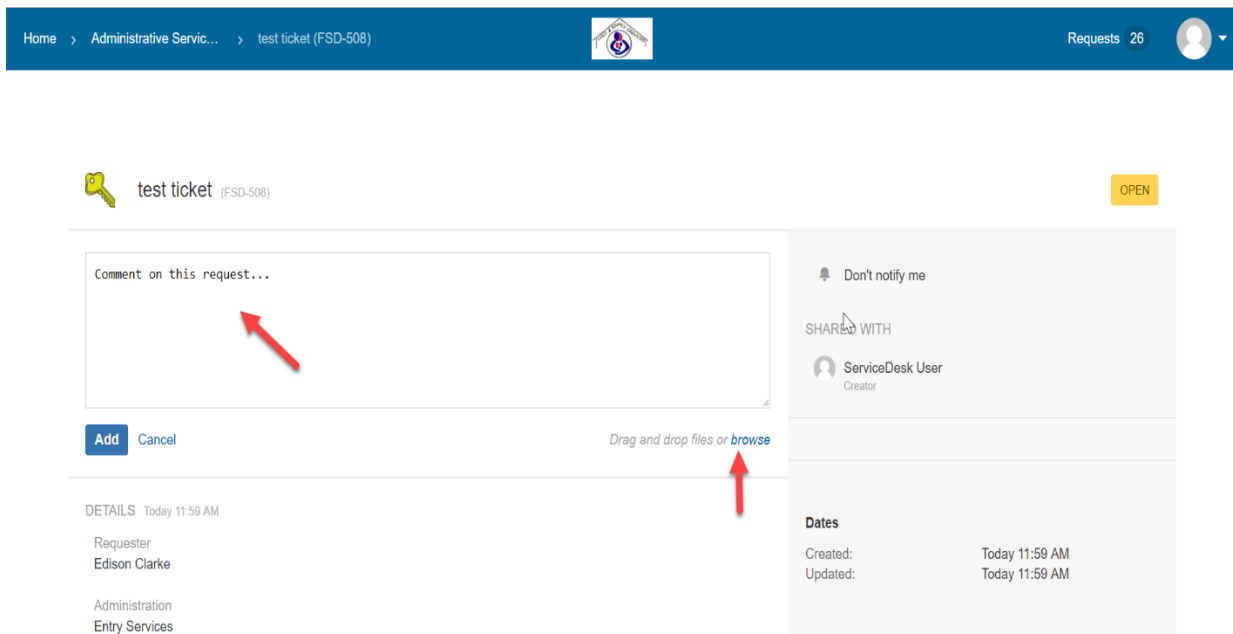 Home > Administrative Servic... > test ticket (FSD-508)
Requests 26
test ticket (FSD-508)
OPEN
Comment on this request...
Add Cancel
Drag and drop files or browse
Don't notify me
SHARED WITH
ServiceDesk User
Creator
DETAILS Today 11:59 AM
Requester
Edison Clarke
Administration
Entry Services
Dates
Created: Today 11:59 AM
Updated: Today 11:59 AM